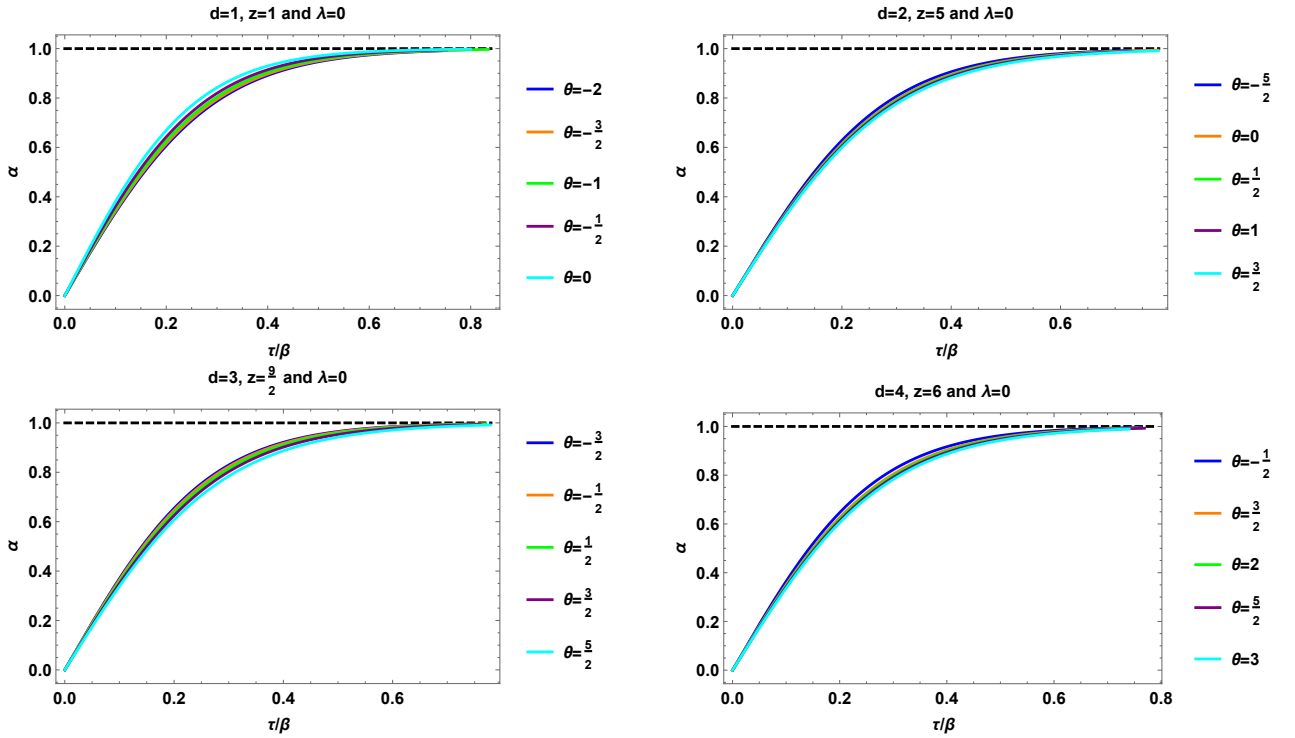 d=1, z=1 and λ=0
α
1.0
0.8
0.6
0.4
0.2
0.0
0.0 0.2 0.4 0.6 0.8
τ/β
θ=-2
θ=-3/2
θ=-1
θ=-1/2
θ=0
d=2, z=5 and λ=0
α
1.0
0.8
0.6
0.4
0.2
0.0
0.0 0.2 0.4 0.6
τ/β
θ=-5/2
θ=0
θ=1/2
θ=1
θ=3/2
d=3, z=9/2 and λ=0
α
1.0
0.8
0.6
0.4
0.2
0.0
0.0 0.2 0.4 0.6
τ/β
θ=-3/2
θ=-1/2
θ=1/2
θ=3/2
θ=5/2
d=4, z=6 and λ=0
α
1.0
0.8
0.6
0.4
0.2
0.0
0.0 0.2 0.4 0.6 0.8
τ/β
θ=-1/2
θ=3/2
θ=2
θ=5/2
θ=3